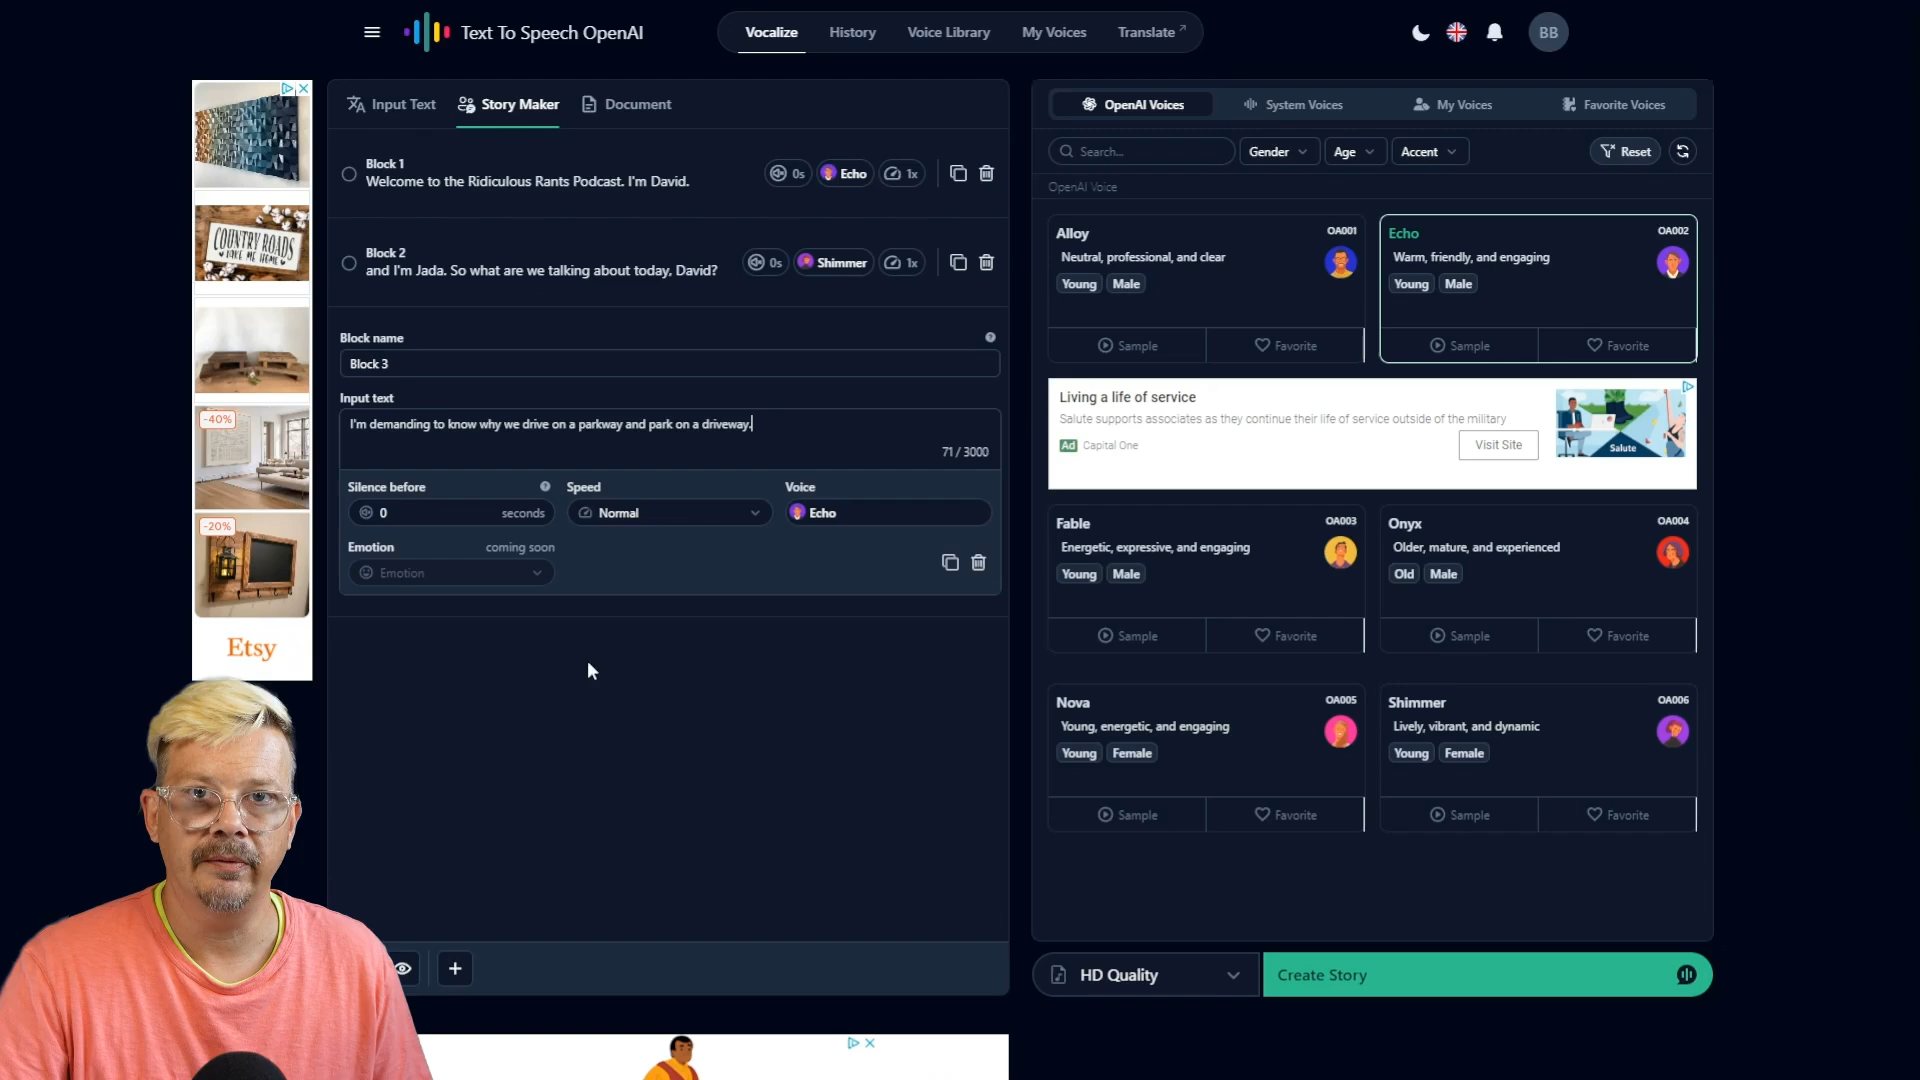 Text To Speech OpenAI
Vocalize
History
Voice Library
My Voices
Translate
BB
Input Text
Story Maker
Document
Block 1
Welcome to the Ridiculous Rants Podcast. I'm David.
0s
Echo
1x
Block 2
and I'm Jada. So what are we talking about today, David?
0s
Shimmer
1x
Block name
Block 3
Input text
I'm demanding to know why we drive on a parkway and park on a driveway.
71 / 3000
Silence before
Speed
Voice
0
seconds
Normal
Echo
Emotion
coming soon
Emotion
COUNTRY ROADS
TAKE ME HOME
-40%
-20%
Etsy
OpenAI Voices
System Voices
My Voices
Favorite Voices
Search...
Gender
Age
Accent
Reset
OpenAI Voice
Alloy
OA001
Neutral, professional, and clear
Young
Male
Sample
Favorite
Echo
OA002
Warm, friendly, and engaging
Young
Male
Sample
Favorite
Living a life of service
Salute supports associates as they continue their life of service outside of the military
Ad
Capital One
Visit Site
Salute
Fable
OA003
Energetic, expressive, and engaging
Young
Male
Sample
Favorite
Onyx
OA004
Older, mature, and experienced
Old
Male
Sample
Favorite
Nova
OA005
Young, energetic, and engaging
Young
Female
Sample
Favorite
Shimmer
OA006
Lively, vibrant, and dynamic
Young
Female
Sample
Favorite
HD Quality
Create Story